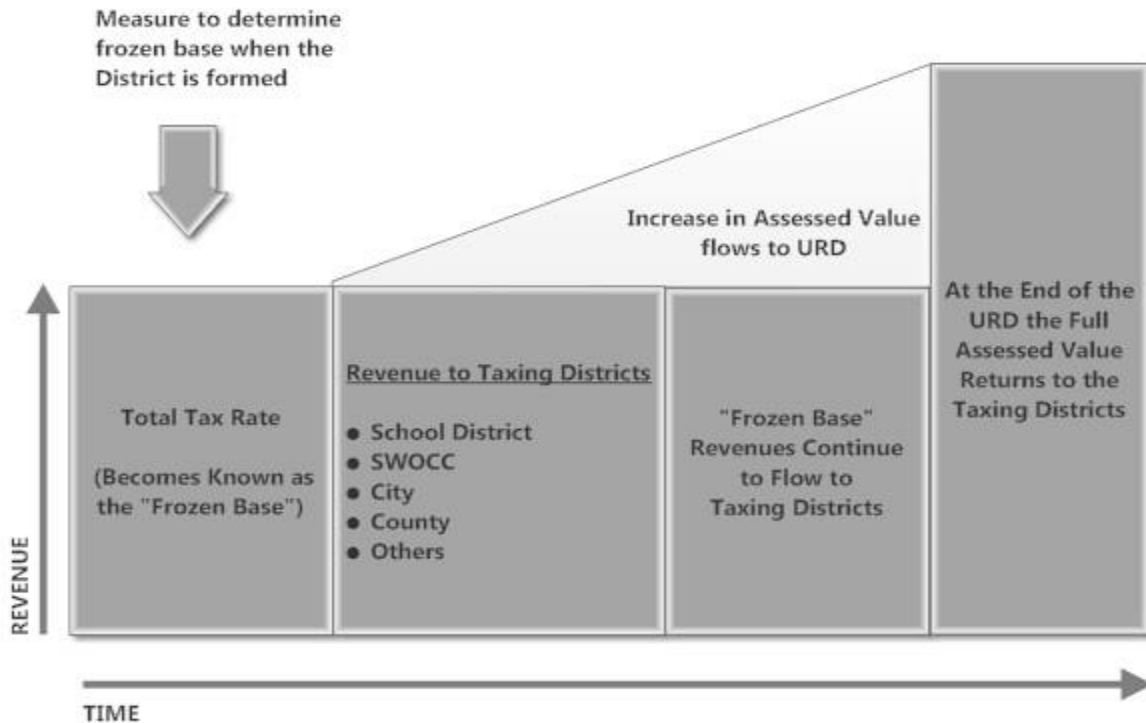 Measure to determine
frozen base when the
District is formed
Increase in Assessed Value
flows to URD
Total Tax Rate
(Becomes Known as
the "Frozen Base")
Revenue to Taxing Districts
● School District
● SWOCC
● City
● County
● Others
"Frozen Base"
Revenues Continue
to Flow to
Taxing Districts
At the End of the
URD the Full
Assessed Value
Returns to the
Taxing Districts
REVENUE
TIME